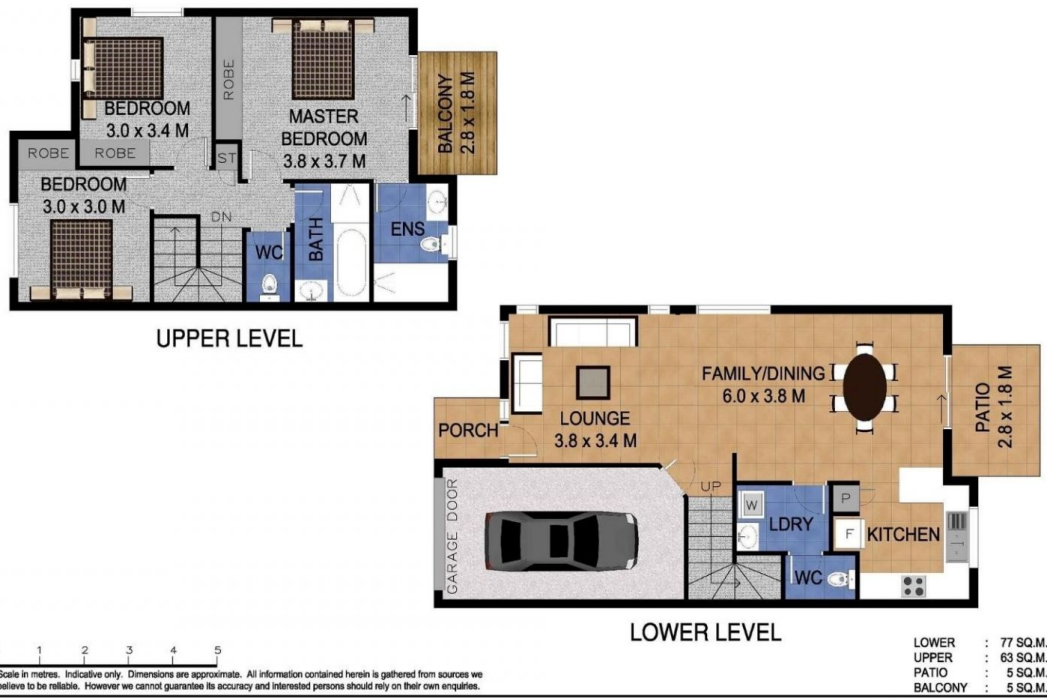 BEDROOM
3.0 x 3.4 M
ROBE
MASTER
BEDROOM
3.8 x 3.7 M
BALCONY
2.8 x 1.8 M
ROBE
ROBE
ST
BEDROOM
3.0 x 3.0 M
DN
WC
BATH
ENS
UPPER LEVEL
PORCH
LOUNGE
3.8 x 3.4 M
FAMILY/DINING
6.0 x 3.8 M
PATIO
2.8 x 1.8 M
GARAGE DOOR
UP
W
LDRY
P
F
KITCHEN
WC
LOWER LEVEL
1 2 3 4 5
Scale in metres. Indicative only. Dimensions are approximate. All information contained herein is gathered from sources we
believe to be reliable. However we cannot guarantee its accuracy and interested persons should rely on their own enquiries.
LOWER : 77 SQ.M.
UPPER : 63 SQ.M.
PATIO : 5 SQ.M.
BALCONY : 5 SQ.M.